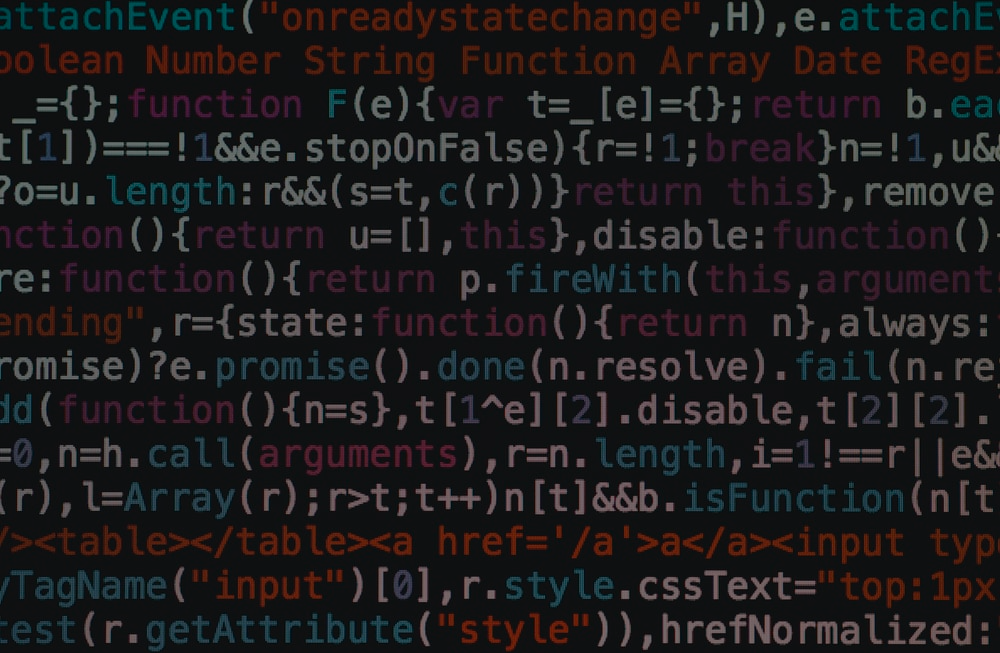 attachEvent("onreadystatechange",H),e.attachE
oolean Number String Function Array Date RegE
_={};function F(e){var t=_[e]={};return b.ea
t[1])===!1&&e.stopOnFalse){r=!1;break}n=!1,u&
?o=u.length:r&&(s=t,c(r))}return this},remove
nction(){return u=[],this},disable:function()
re:function(){return p.fireWith(this,argument
ending",r={state:function(){return n},always:
romise)?e.promise().done(n.resolve).fail(n.re
dd(function(){n=s},t[1^e][2].disable,t[2][2].
=0,n=h.call(arguments),r=n.length,i=1!==r||e&
(r),l=Array(r);r>t;t++)n[t]&&b.isFunction(n[t
/><table></table><a href='/a'>a</a><input typ
yTagName("input")[0],r.style.cssText="top:1px
test(r.getAttribute("style")),hrefNormalized: